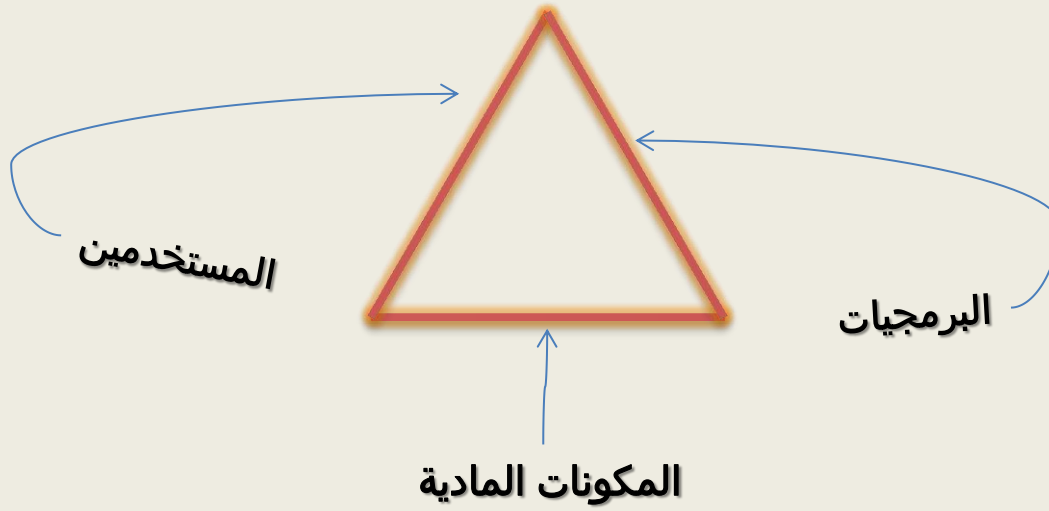 المستخدمين
البرمجيات
المكونات المادية